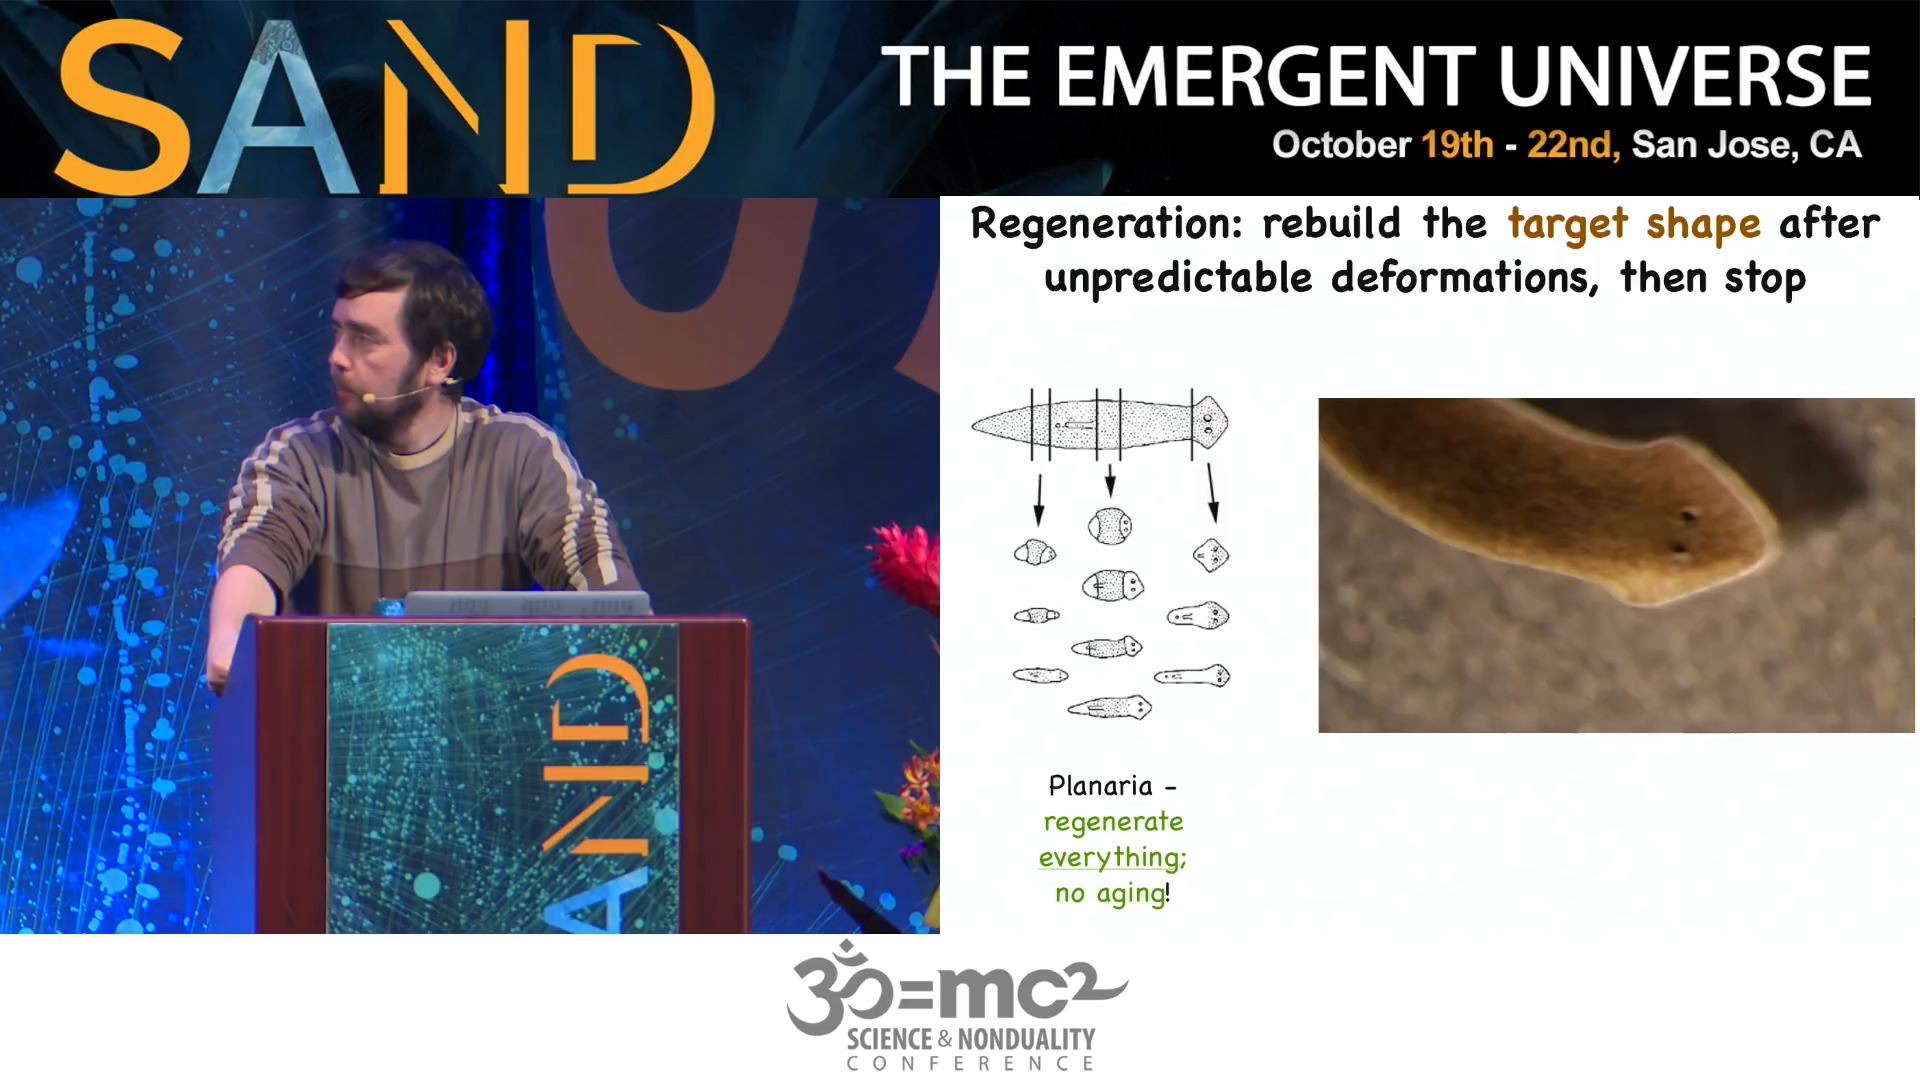 SAND
THE EMERGENT UNIVERSE
October 19th - 22nd, San Jose, CA
Regeneration: rebuild the target shape after
unpredictable deformations, then stop
Planaria -
regenerate
everything;
no aging!
SAND
ॐ=mc2
SCIENCE & NONDUALITY
CONFERENCE